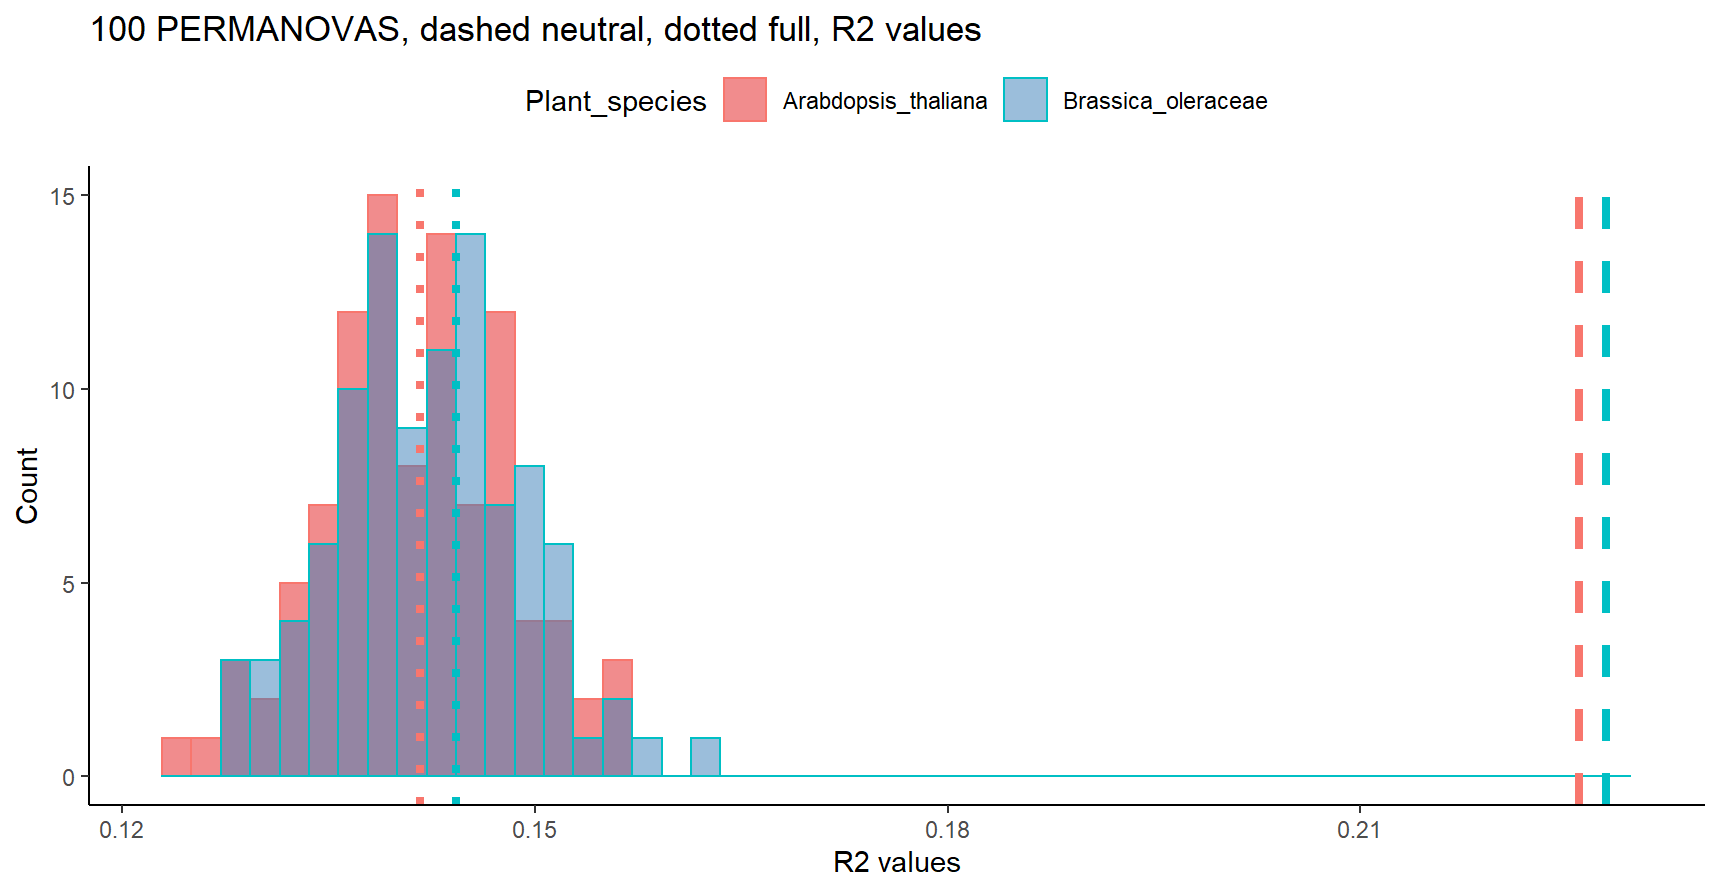 100 PERMANOVAS, dashed neutral, dotted full, R2 values
Plant_species Arabdopsis_thaliana Brassica_oleraceae
15
10
5
0
Count
0.12 0.15 0.18 0.21
R2 values